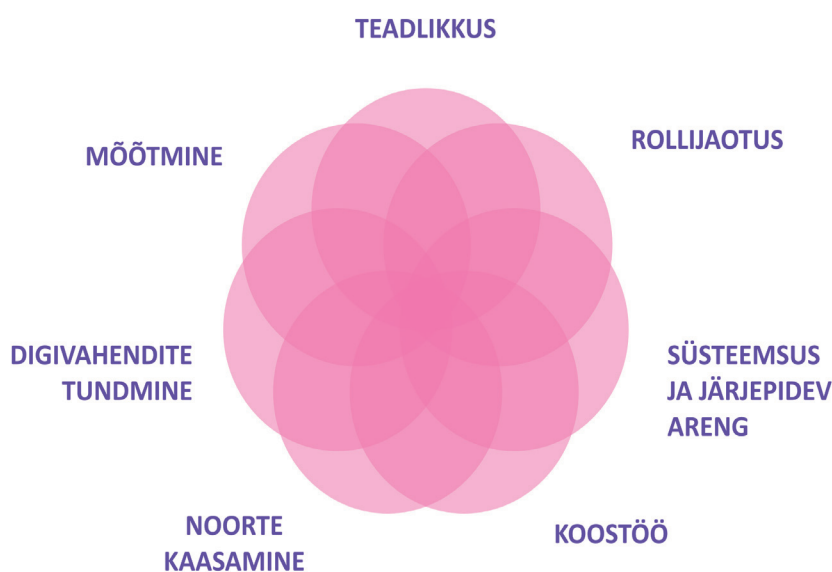 TEADLIKKUS
ROLLIJAOTUS
SÜSTEEMSUS
JA JÄRJEPIDEV
ARENG
KOOSTÖÖ
NOORTE
KAASAMINE
DIGIVAHENDITE
TUNDMINE
MÕÕTMINE